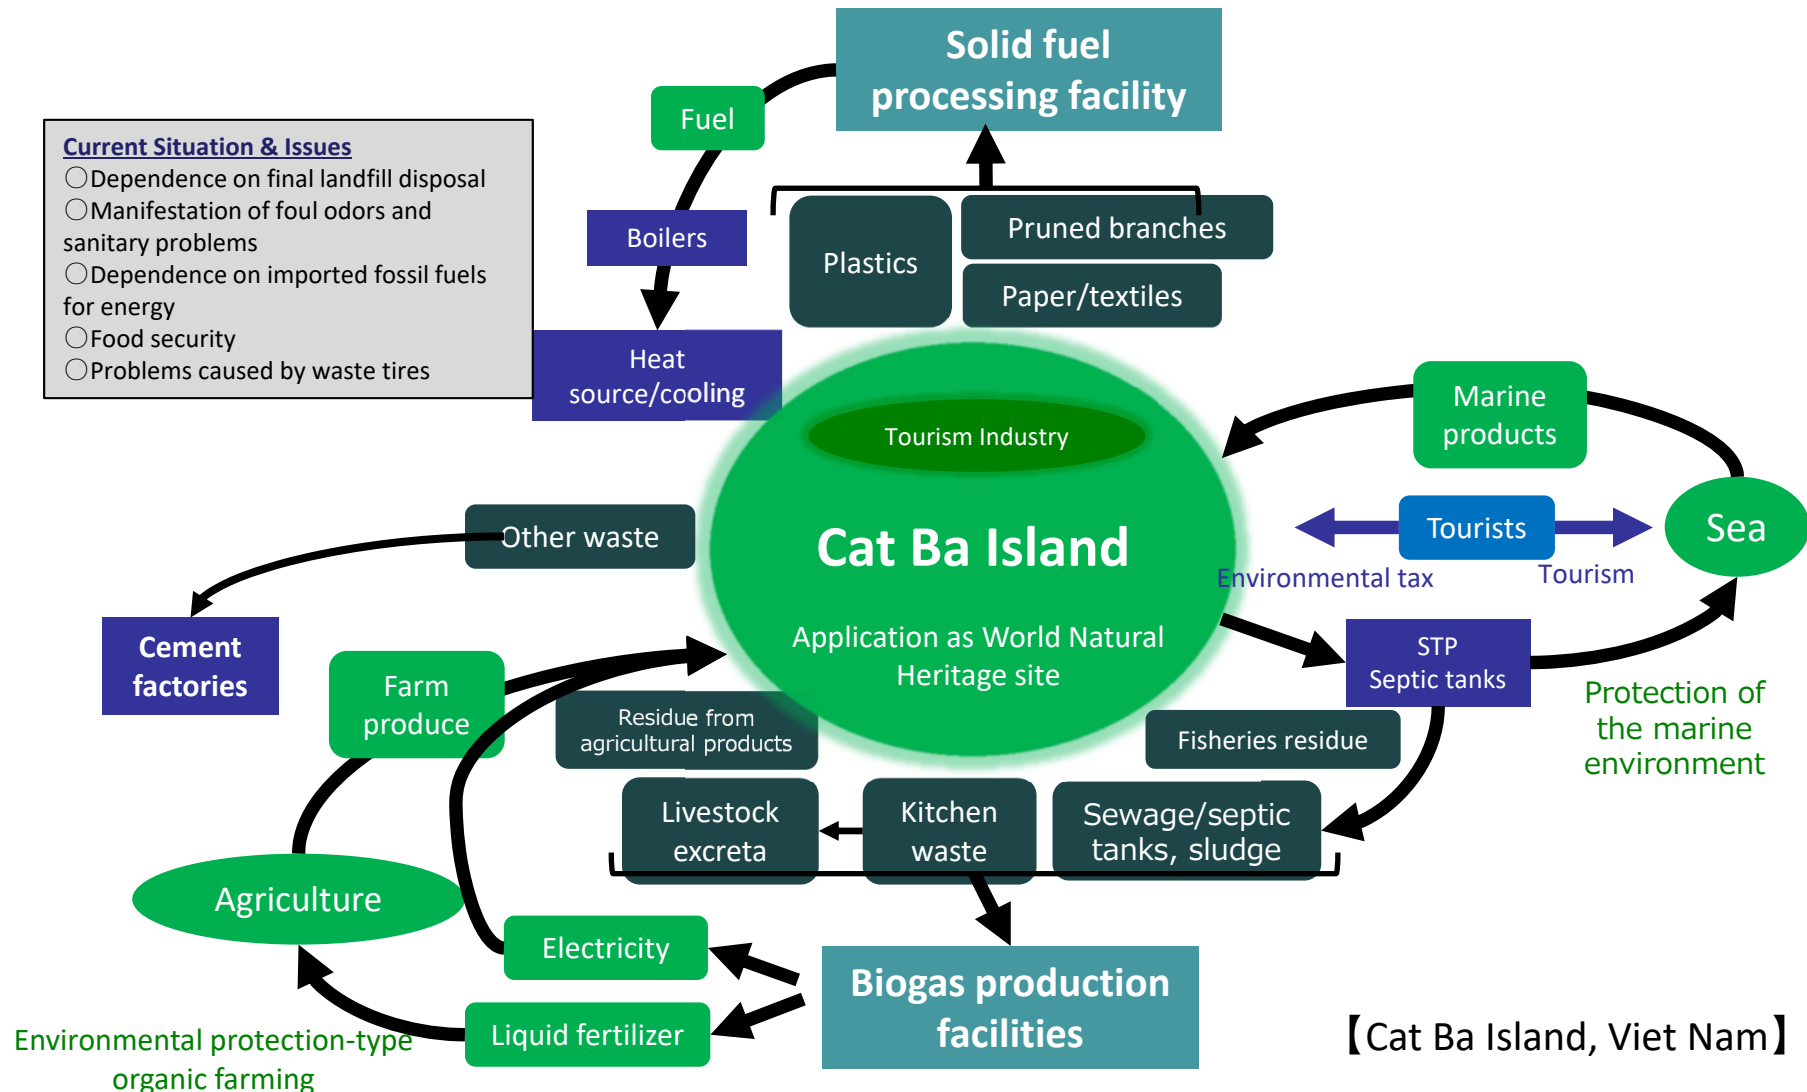 Solid fuel
processing facility
Fuel
Current Situation & Issues
○Dependence on final landfill disposal
○Manifestation of foul odors and
sanitary problems
○Dependence on imported fossil fuels
for energy
○Food security
○Problems caused by waste tires
Boilers
Plastics
Pruned branches
Paper/textiles
Heat
source/cooling
Marine
products
Tourism Industry
Other waste
Cat Ba Island
Tourists
Sea
Environmental tax
Tourism
Application as World Natural
Heritage site
Cement
factories
Farm
produce
STP
Septic tanks
Residue from
agricultural products
Fisheries residue
Protection of
the marine
environment
Livestock
excreta
Kitchen
waste
Sewage/septic
tanks, sludge
Agriculture
Electricity
Biogas production
facilities
Liquid fertilizer
Environmental protection-type
organic farming
【Cat Ba Island, Viet Nam】